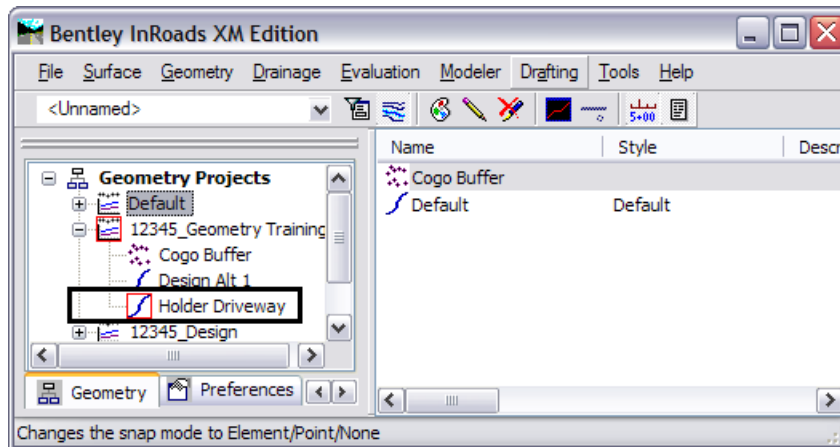 Bentley InRoads XM Edition
File Surface Geometry Drainage Evaluation Modeler Drafting Tools Help
<Unnamed>
5+00
Geometry Projects
Default
12345_Geometry Training
Cogo Buffer
Design Alt 1
Holder Driveway
12345_Design
Geometry Preferences
Name Style Descr
Cogo Buffer
Default Default
Changes the snap mode to Element/Point/None